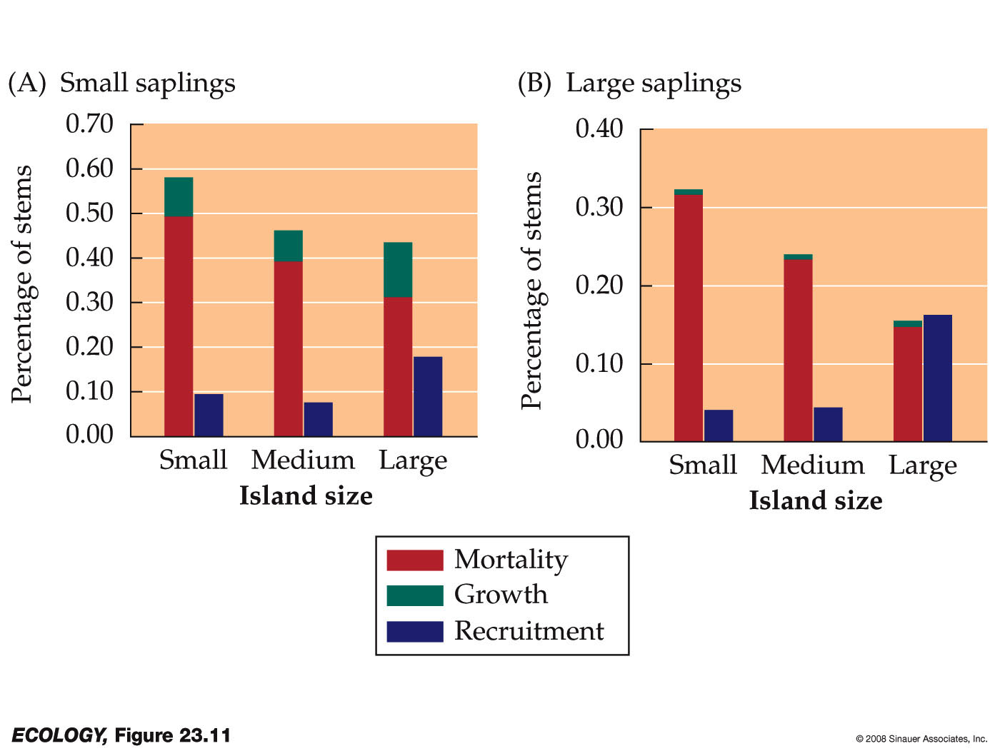 (A) Small saplings
0.70
0.60
0.50
0.40
0.30
0.20
0.10
0.00
Percentage of stems
Small Medium Large
Island size
(B) Large saplings
0.40
0.30
0.20
0.10
0.00
Percentage of stems
Small Medium Large
Island size
Mortality
Growth
Recruitment
ECOLOGY, Figure 23.11
© 2008 Sinauer Associates, Inc.